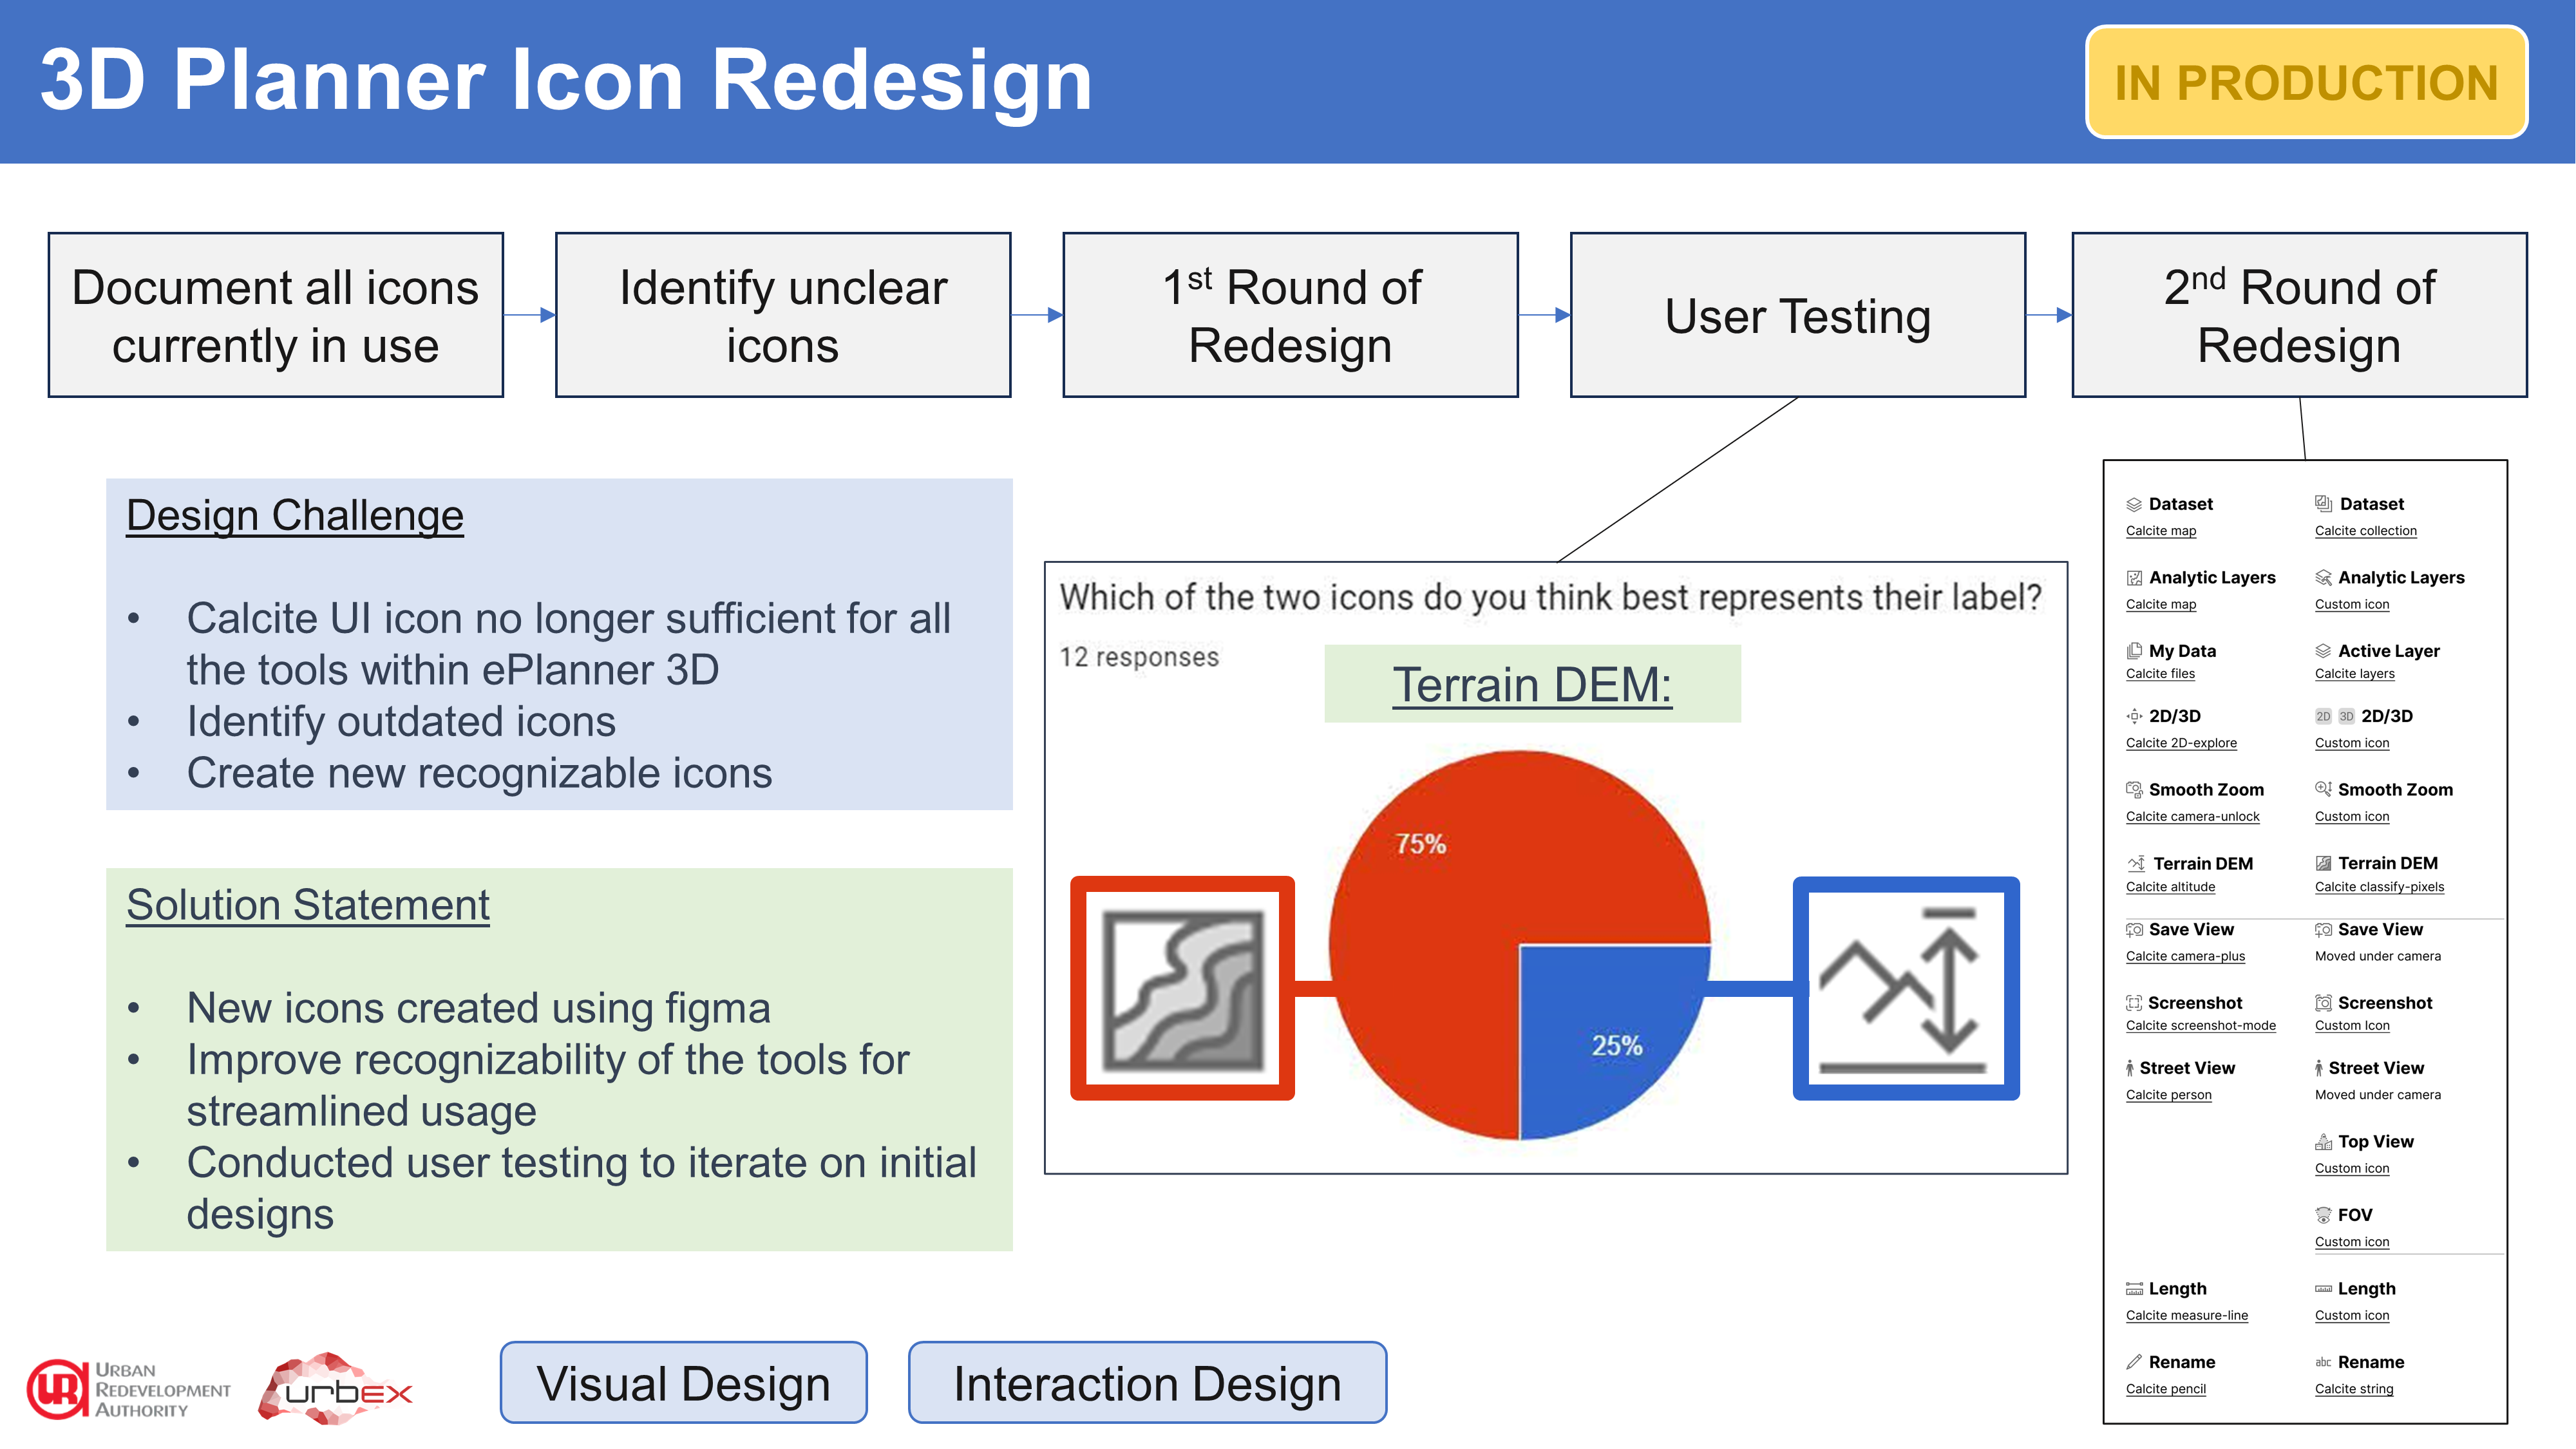 3D Planner Icon Redesign
IN PRODUCTION
Document all icons
currently in use
Identify unclear
icons
1st Round of
Redesign
User Testing
2nd Round of
Redesign
Design Challenge
• Calcite UI icon no longer sufficient for all
the tools within ePlanner 3D
• Identify outdated icons
• Create new recognizable icons
Solution Statement
• New icons created using figma
• Improve recognizability of the tools for
streamlined usage
• Conducted user testing to iterate on initial
designs
Which of the two icons do you think best represents their label?
12 responses
Terrain DEM:
75%
25%
Dataset
Calcite map
Dataset
Calcite collection
Analytic Layers
Calcite map
Analytic Layers
Custom icon
My Data
Calcite files
Active Layer
Calcite layers
2D/3D
Calcite 2D-explore
2D 3D 2D/3D
Custom icon
Smooth Zoom
Calcite camera-unlock
Smooth Zoom
Custom icon
Terrain DEM
Calcite altitude
Terrain DEM
Calcite classify-pixels
Save View
Calcite camera-plus
Save View
Moved under camera
Screenshot
Calcite screenshot-mode
Screenshot
Custom Icon
Street View
Calcite person
Street View
Moved under camera
Top View
Custom icon
FOV
Custom icon
Length
Calcite measure-line
Length
Custom icon
Rename
Calcite pencil
abc Rename
Calcite string
URBAN
REDEVELOPMENT
AUTHORITY
urbEX
Visual Design
Interaction Design